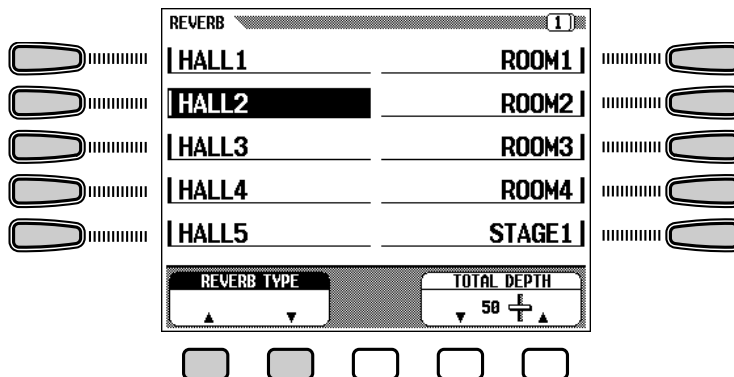 REVERB 1
HALL1 ROOM1
HALL2 ROOM2
HALL3 ROOM3
HALL4 ROOM4
HALL5 STAGE1
REVERB TYPE TOTAL DEPTH
50